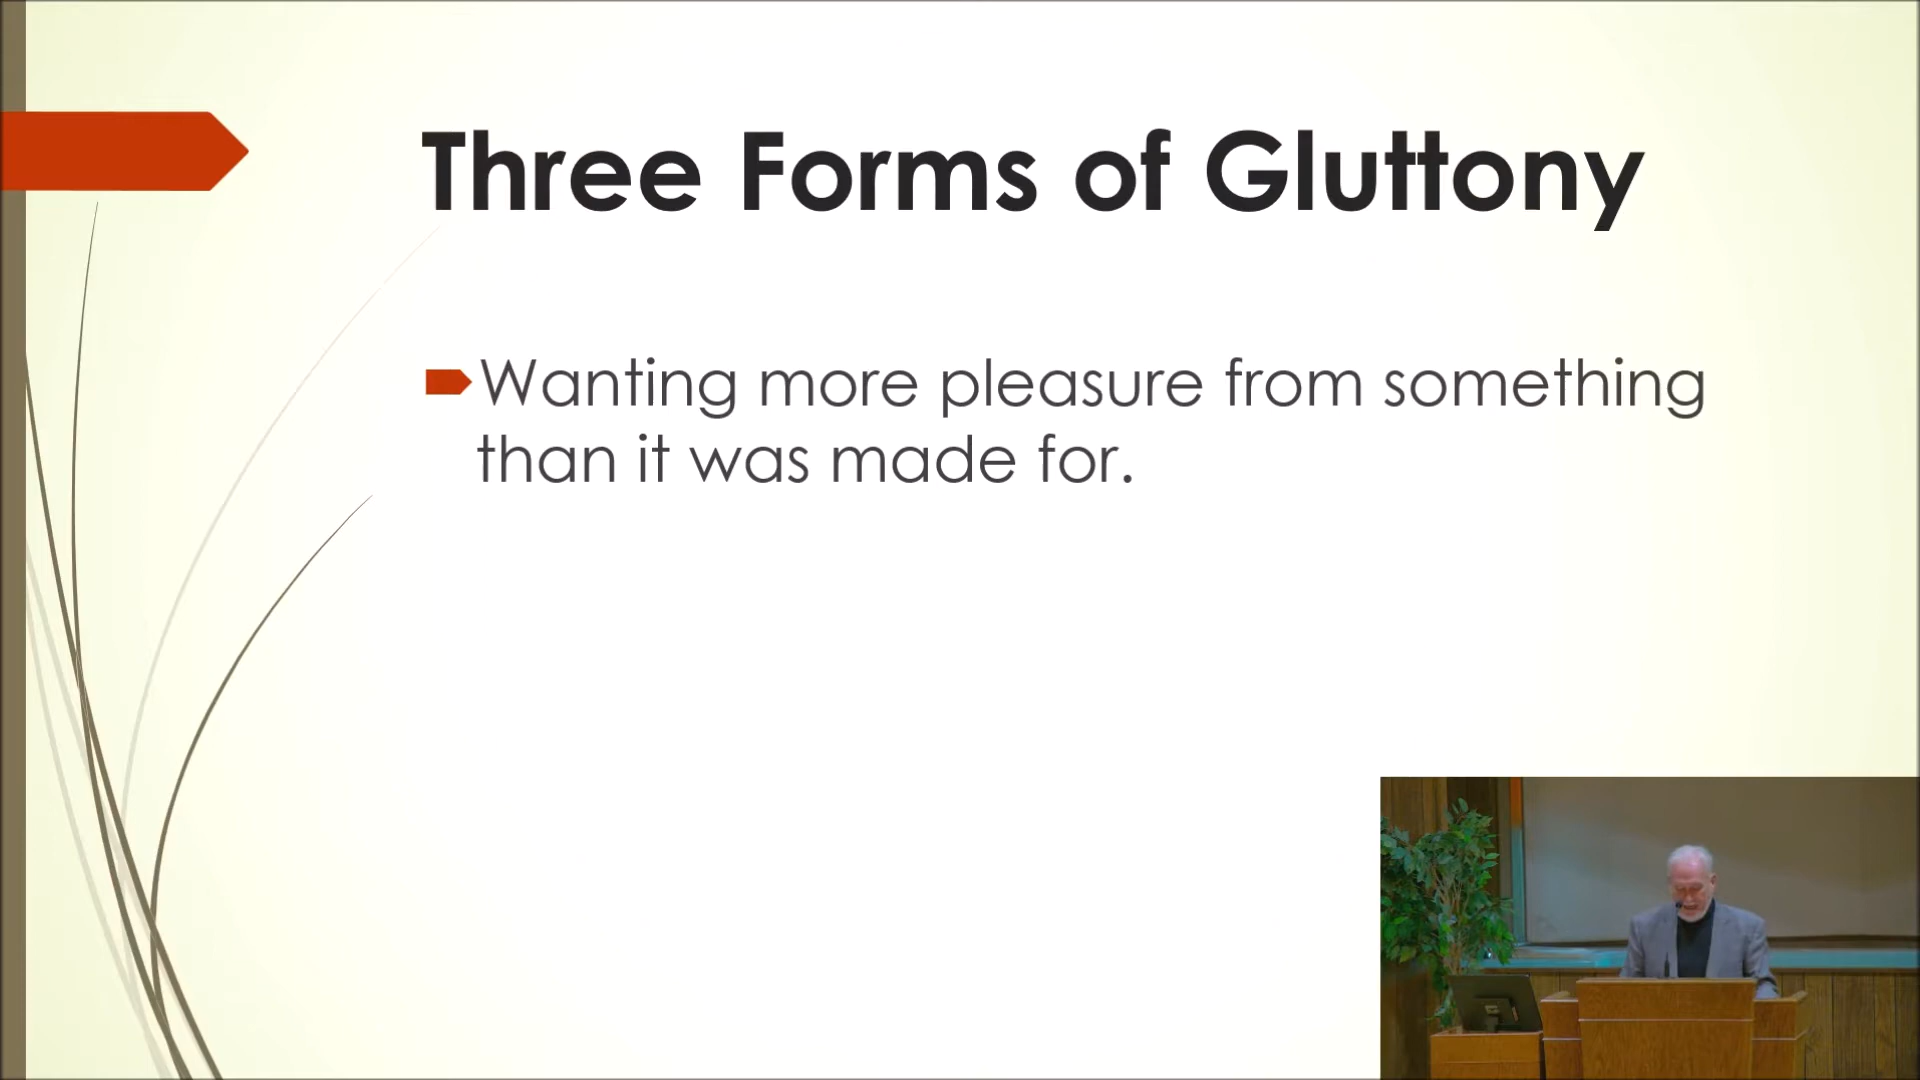 Three Forms of Gluttony
Wanting more pleasure from something
than it was made for.